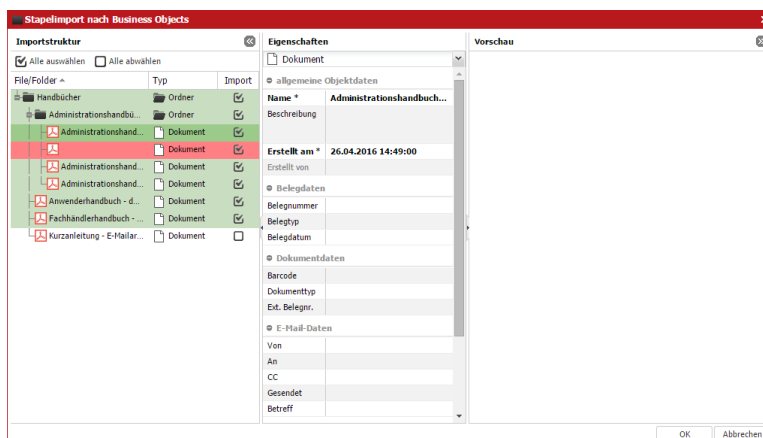 Stapelimport nach Business Objects
Importstruktur
Alle auswählen Alle abwählen
File/Folder Typ Import
Handbücher Ordner
Administrationshandbü... Ordner
Administrationshand... Dokument
Dokument
Administrationshand... Dokument
Administrationshand... Dokument
Anwenderhandbuch - d... Dokument
Fachhändlerhandbuch - ... Dokument
Kurzanleitung - E-Mailar... Dokument
Eigenschaften
Dokument
allgemeine Objektdaten
Name * Administrationshandbuch...
Beschreibung
Erstellt am * 26.04.2016 14:49:00
Erstellt von
Belegdaten
Belegnummer
Belegtyp
Belegdatum
Dokumentdaten
Barcode
Dokumenttyp
Ext. Belegnr.
E-Mail-Daten
Von
An
CC
Gesendet
Betreff
Vorschau
OK Abbrechen